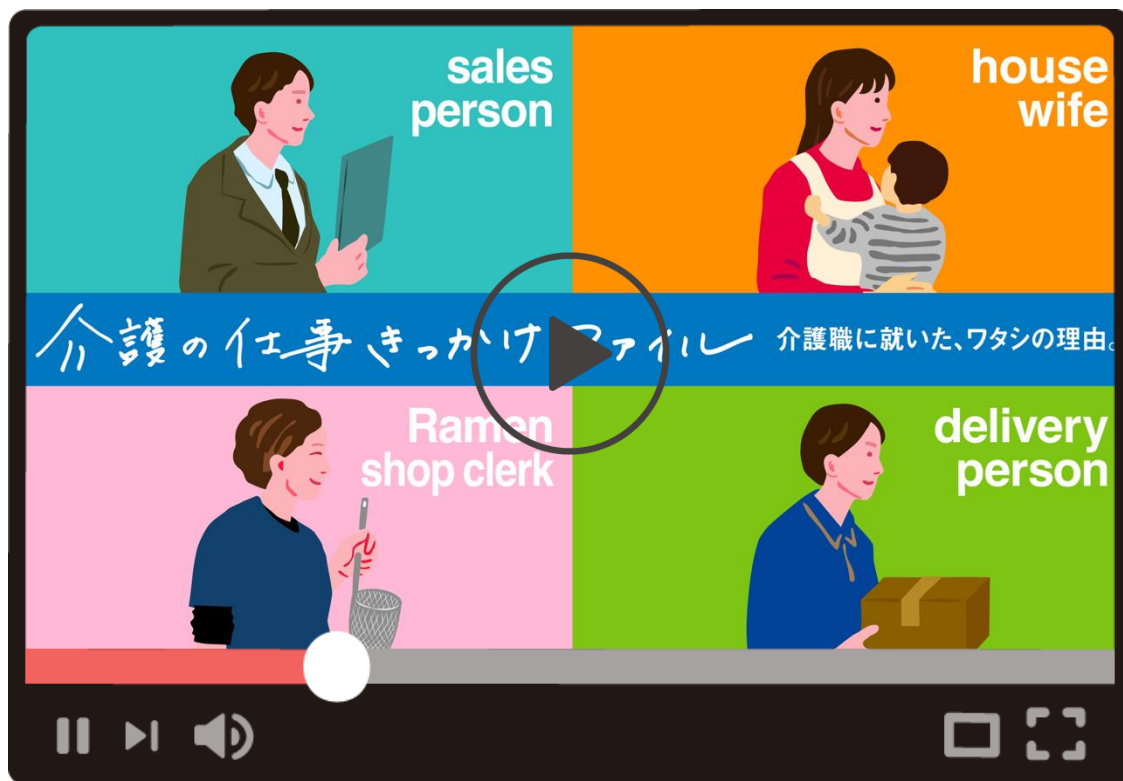 sales
person
house
wife
介護の仕事きっかけファイル
介護職に就いた、ワタシの理由。
Ramen
shop clerk
delivery
person